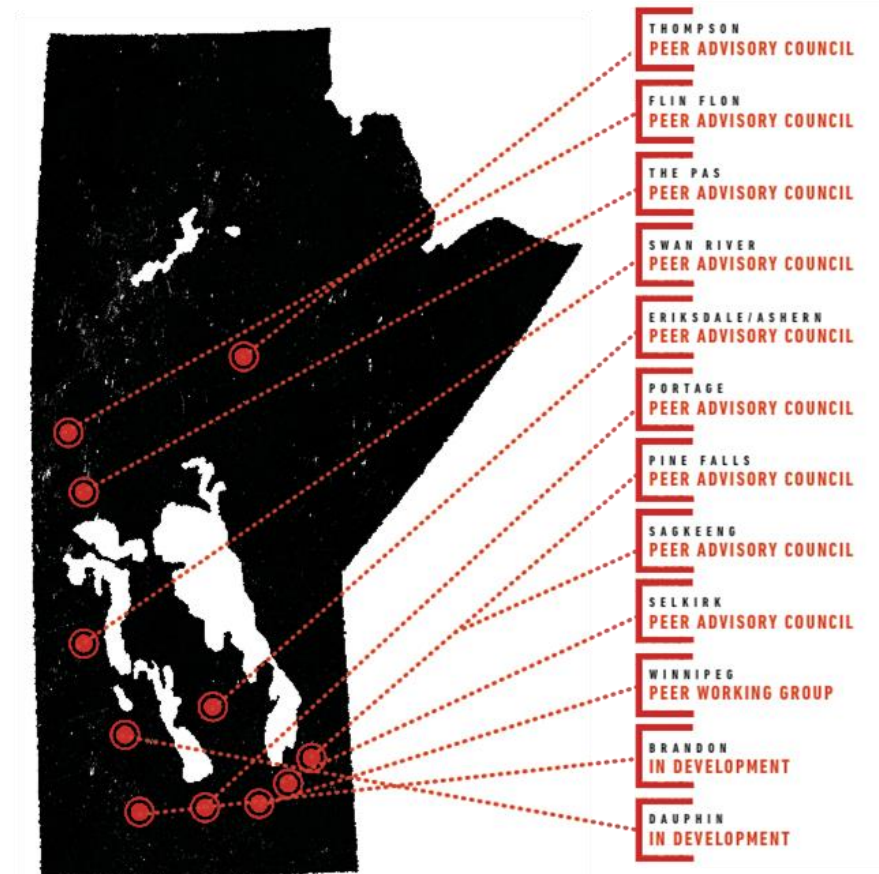 THOMPSON
PEER ADVISORY COUNCIL
FLIN FLON
PEER ADVISORY COUNCIL
THE PAS
PEER ADVISORY COUNCIL
SWAN RIVER
PEER ADVISORY COUNCIL
ERIKSDALE/ASHERN
PEER ADVISORY COUNCIL
PORTAGE
PEER ADVISORY COUNCIL
PINE FALLS
PEER ADVISORY COUNCIL
SAGKEENG
PEER ADVISORY COUNCIL
SELKIRK
PEER ADVISORY COUNCIL
WINNIPEG
PEER WORKING GROUP
BRANDON
IN DEVELOPMENT
DAUPHIN
IN DEVELOPMENT